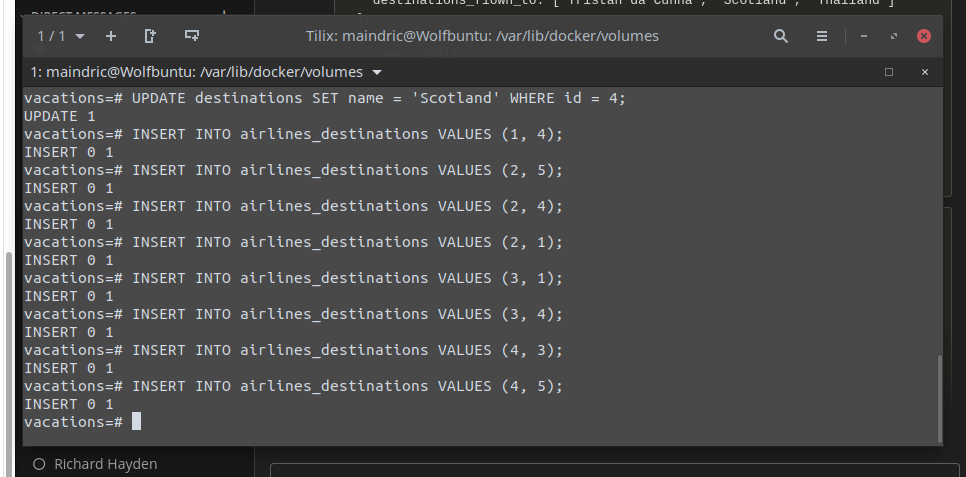 DIRECT MESSAGES
destinations_flown_to: ['Tristan da Cunha', 'Scotland', 'Thailand']
1 / 1
Tilix: maindric@Wolfbuntu: /var/lib/docker/volumes
1: maindric@Wolfbuntu: /var/lib/docker/volumes
vacations=# UPDATE destinations SET name = 'Scotland' WHERE id = 4;
UPDATE 1
vacations=# INSERT INTO airlines_destinations VALUES (1, 4);
INSERT 0 1
vacations=# INSERT INTO airlines_destinations VALUES (2, 5);
INSERT 0 1
vacations=# INSERT INTO airlines_destinations VALUES (2, 4);
INSERT 0 1
vacations=# INSERT INTO airlines_destinations VALUES (2, 1);
INSERT 0 1
vacations=# INSERT INTO airlines_destinations VALUES (3, 1);
INSERT 0 1
vacations=# INSERT INTO airlines_destinations VALUES (3, 4);
INSERT 0 1
vacations=# INSERT INTO airlines_destinations VALUES (4, 3);
INSERT 0 1
vacations=# INSERT INTO airlines_destinations VALUES (4, 5);
INSERT 0 1
vacations=#
Richard Hayden